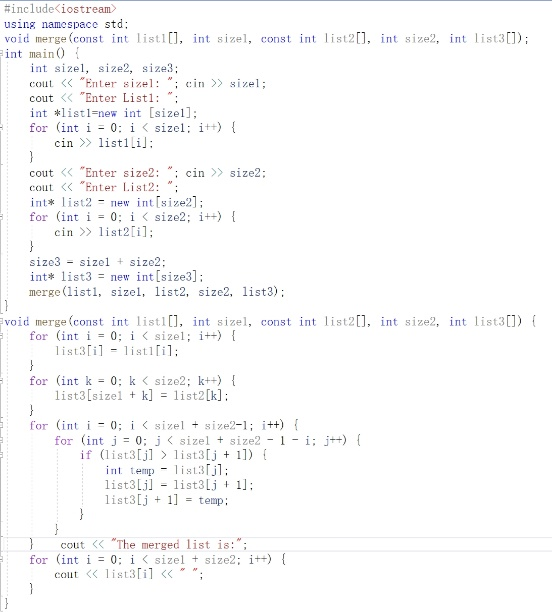 #include<iostream>
using namespace std;
void merge(const int list1[], int size1, const int list2[], int size2, int list3[]);
int main() {
    int size1, size2, size3;
    cout << "Enter size1: "; cin >> size1;
    cout << "Enter List1: ";
    int *list1=new int [size1];
    for (int i = 0; i < size1; i++) {
        cin >> list1[i];
    }
    cout << "Enter size2: "; cin >> size2;
    cout << "Enter List2: ";
    int* list2 = new int[size2];
    for (int i = 0; i < size2; i++) {
        cin >> list2[i];
    }
    size3 = size1 + size2;
    int* list3 = new int[size3];
    merge(list1, size1, list2, size2, list3);
}
void merge(const int list1[], int size1, const int list2[], int size2, int list3[]) {
    for (int i = 0; i < size1; i++) {
        list3[i] = list1[i];
    }
    for (int k = 0; k < size2; k++) {
        list3[size1 + k] = list2[k];
    }
    for (int i = 0; i < size1 + size2-1; i++) {
        for (int j = 0; j < size1 + size2 - 1 - i; j++) {
            if (list3[j] > list3[j + 1]) {
                int temp = list3[j];
                list3[j] = list3[j + 1];
                list3[j + 1] = temp;
            }
        }
    }    cout << "The merged list is:";
    for (int i = 0; i < size1 + size2; i++) {
        cout << list3[i] << " ";
    }
}